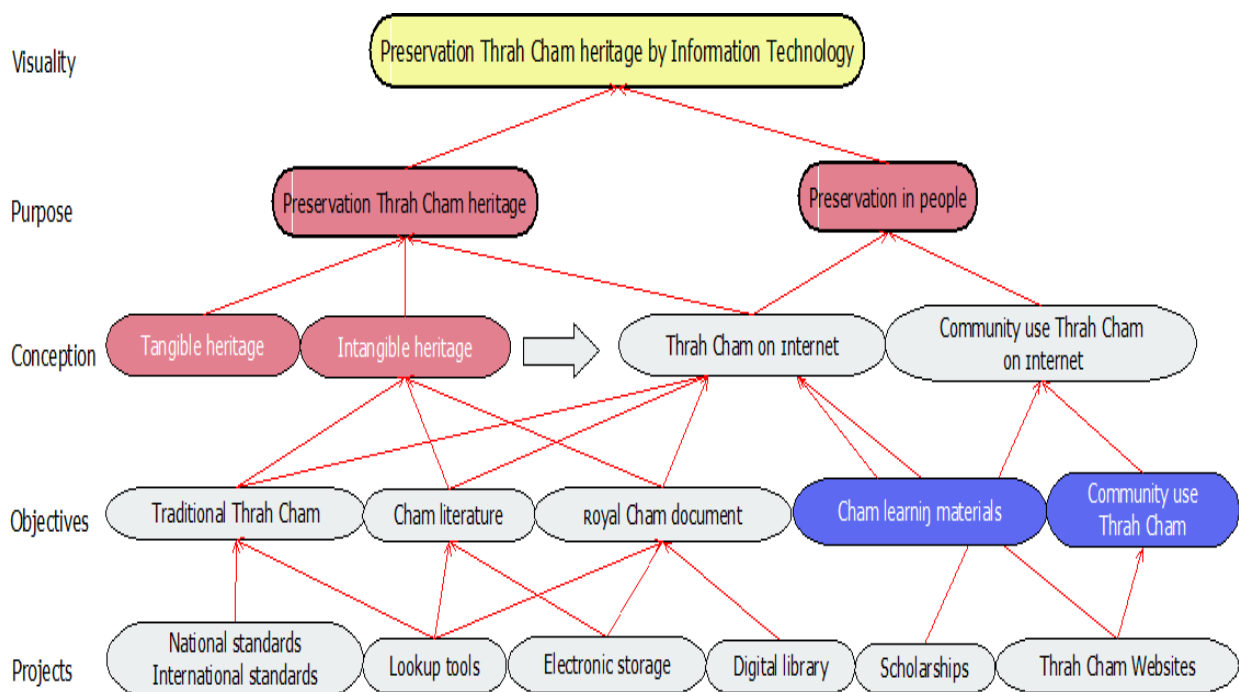 Visuality
Preservation Thrah Cham heritage by Information Technology
Purpose
Preservation Thrah Cham heritage
Preservation in people
Conception
Tangible heritage
Intangible heritage
Thrah Cham on Internet
Community use Thrah Cham
on Internet
Objectives
Traditional Thrah Cham
Cham literature
Royal Cham document
Cham learniŋ materials
Community use
Thrah Cham
Projects
National standards
International standards
Lookup tools
Electronic storage
Digital library
Scholarships
Thrah Cham Websites